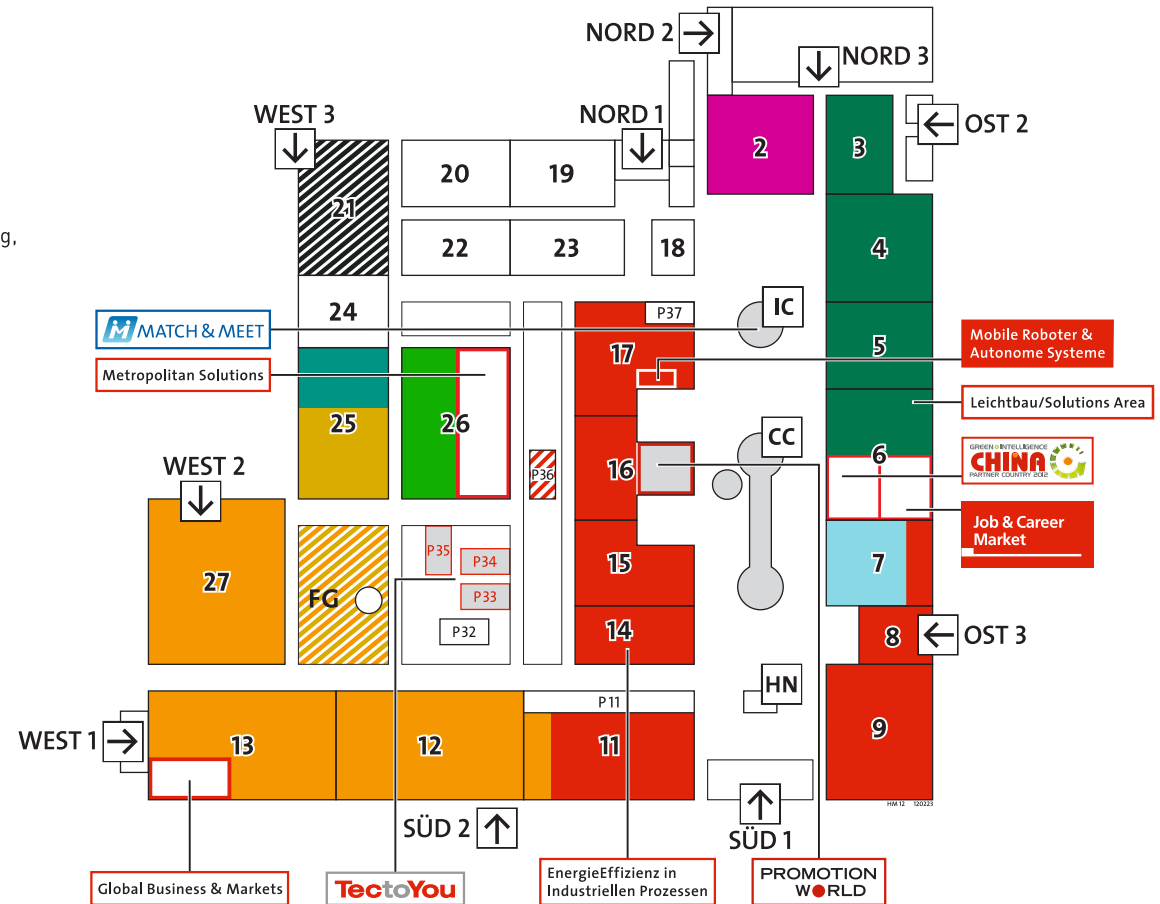 NORD 2
NORD 3
WEST 3
NORD 1
OST 2
2
3
20
19
21
g,
22
23
18
4
24
IC
P37
MATCH & MEET
17
5
Mobile Roboter &
Autonome Systeme
Metropolitan Solutions
Leichtbau/Solutions Area
25
26
CC
6
GREEN INTELLIGENCE
CHINA
PARTNER COUNTRY 2012
WEST 2
P36
16
Job & Career
Market
P35
P34
15
7
27
FG
P33
P32
14
8
OST 3
HN
P11
WEST 1
13
12
11
9
HM 12 120223
SÜD 2
SÜD 1
Global Business & Markets
TectoYou
EnergieEffizienz in
Industriellen Prozessen
PROMOTION
WORLD